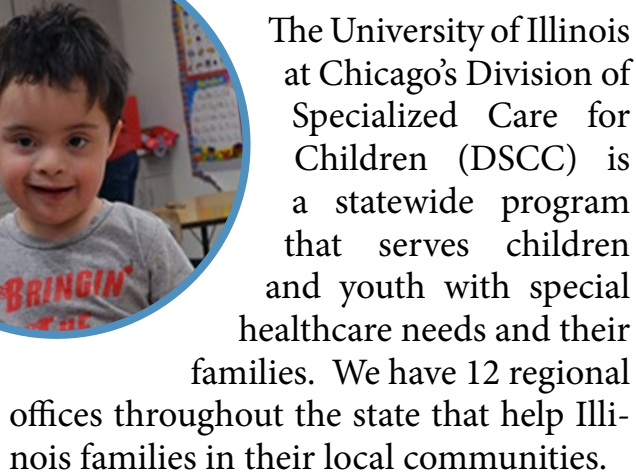 The University of Illinois
at Chicago’s Division of
Specialized Care for
Children (DSCC) is
a statewide program
that serves children
and youth with special
healthcare needs and their
families. We have 12 regional
offices throughout the state that help Illi-
nois families in their local communities.
BRINGIN'
THE